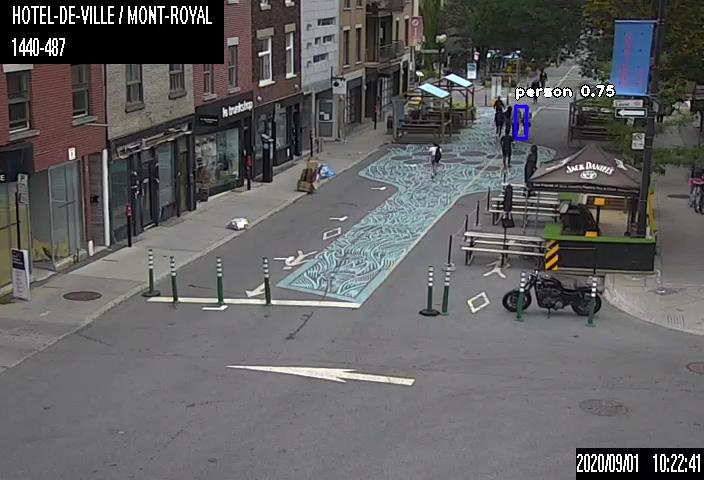 HOTEL-DE-VILLE / MONT-ROYAL
1440-487
person 0.75
JACK DANIEL'S
2020/09/01 10:22:41